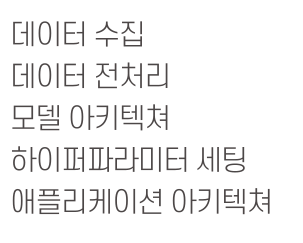 데이터 수집
데이터 전처리
모델 아키텍쳐
하이퍼파라미터 세팅
애플리케이션 아키텍쳐